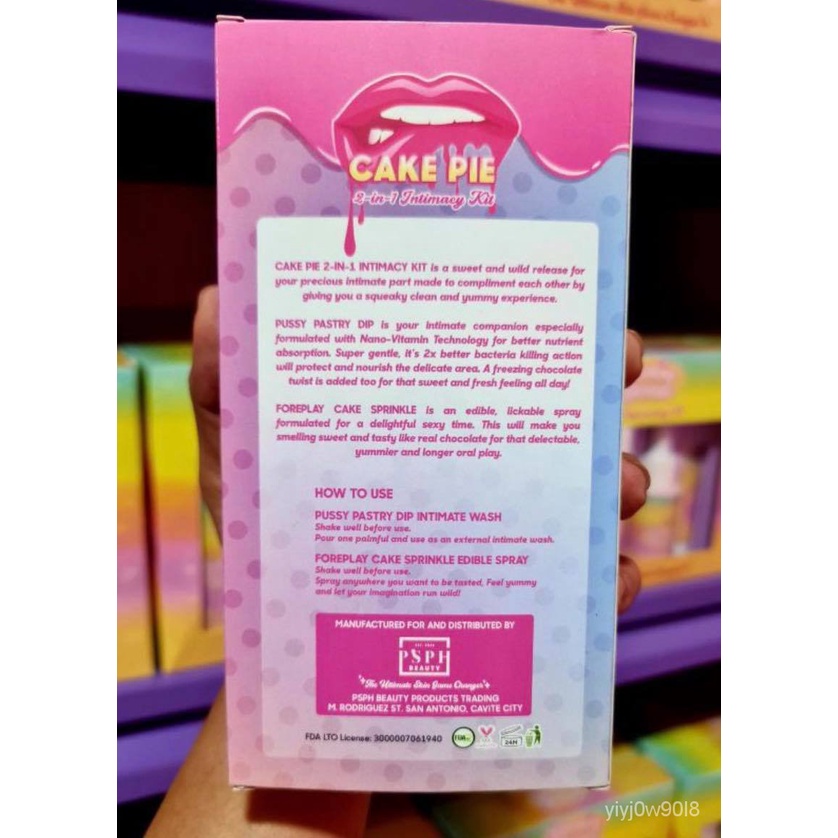 CAKE PIE
2-in-1 Intimacy Kit
CAKE PIE 2-IN-1 INTIMACY KIT is a sweet and wild release for
your precious intimate part made to compliment each other by
giving you a squeaky clean and yummy experience.
PUSSY PASTRY DIP is your intimate companion especially
formulated with Nano-Vitamin Technology for better nutrient
absorption. Super gentle, it's 2x better bacteria killing action
will protect and nourish the delicate area. A freezing chocolate
twist is added too for that sweet and fresh feeling all day!
FOREPLAY CAKE SPRINKLE is an edible, lickable spray
formulated for a delightful sexy time. This will make you
smelling sweet and tasty like real chocolate for that delectable,
yummier and longer oral play.
HOW TO USE
PUSSY PASTRY DIP INTIMATE WASH
Shake well before use.
Pour one palmful and use as an external intimate wash.
FOREPLAY CAKE SPRINKLE EDIBLE SPRAY
Shake well before use.
Spray anywhere you want to be tasted, Feel yummy
and let your imagination run wild!
MANUFACTURED FOR AND DISTRIBUTED BY
PSPH
BEAUTY
The Ultimate Skin Game Changer
PSPH BEAUTY PRODUCTS TRADING
M. RODRIGUEZ ST. SAN ANTONIO, CAVITE CITY
FDA LTO License: 3000007061940
24M
yiyj0w90l8